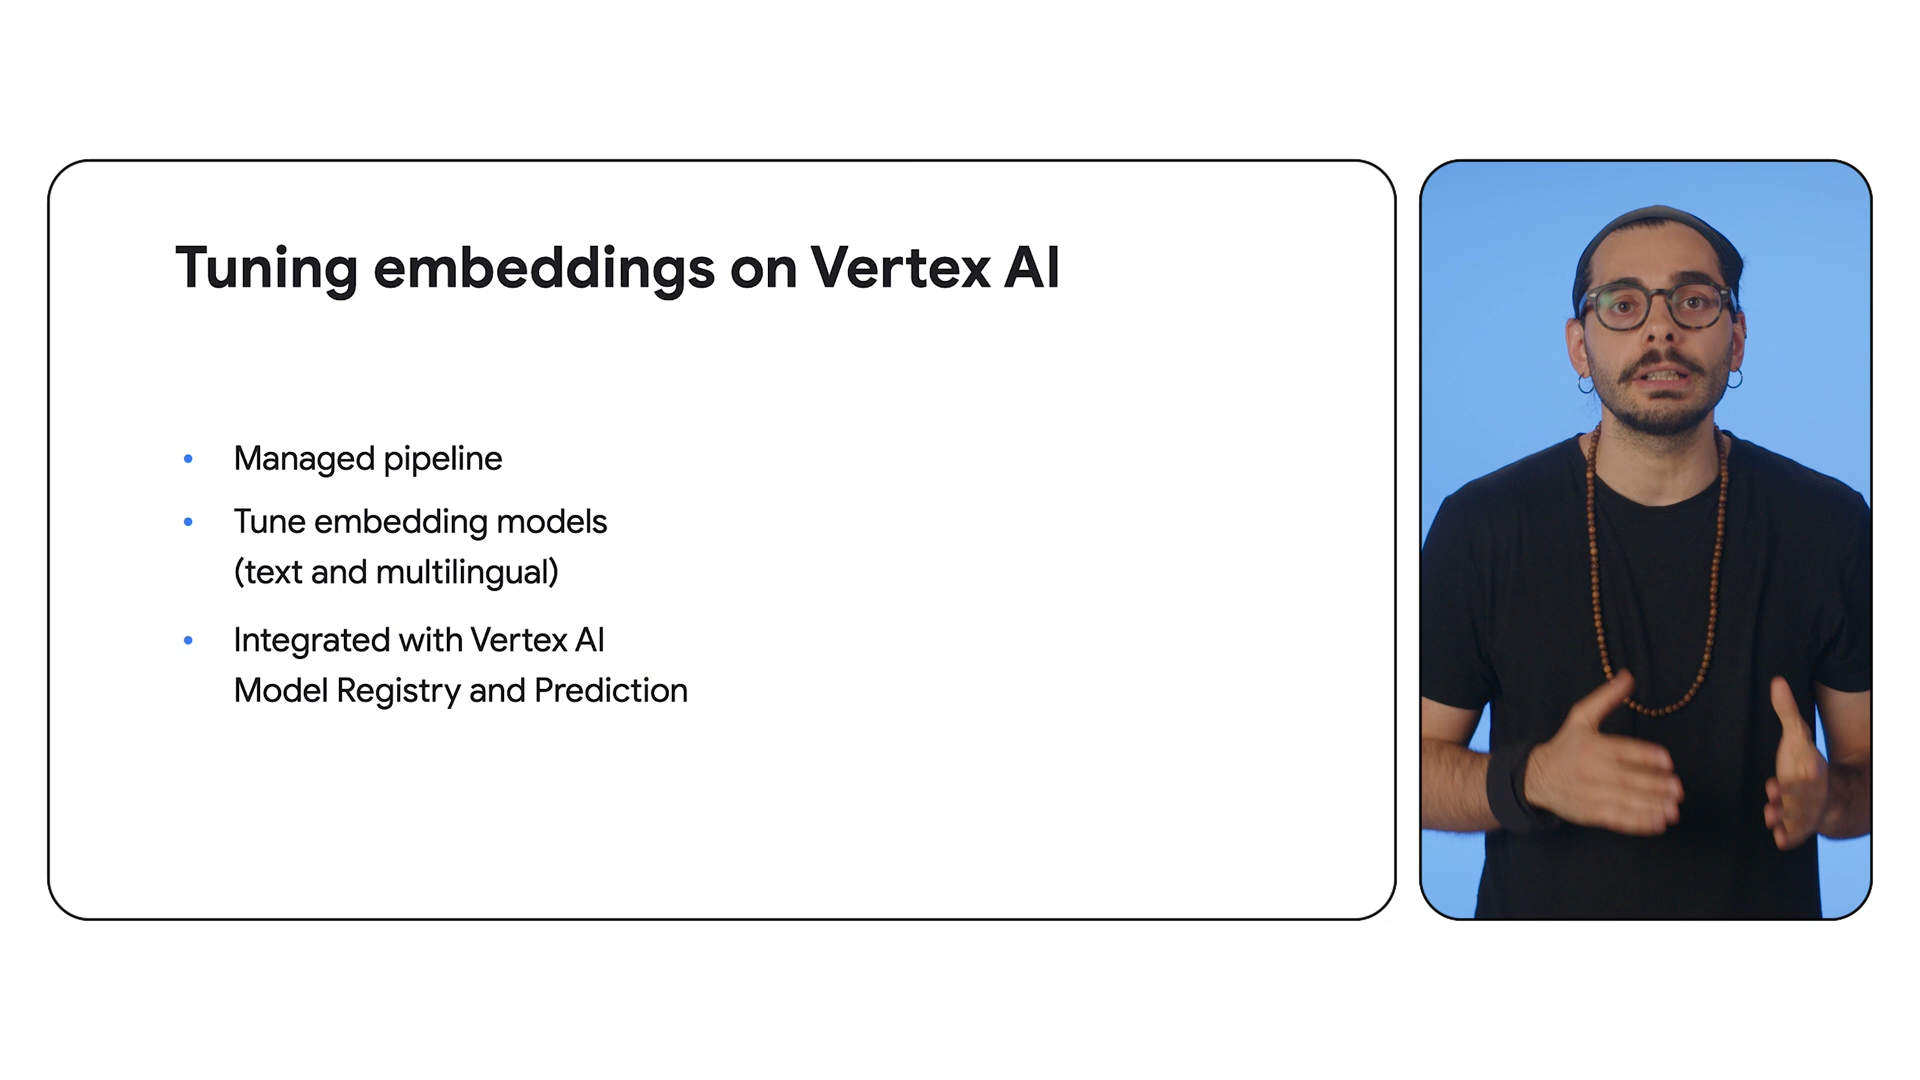 Tuning embeddings on Vertex AI
• Managed pipeline
• Tune embedding models
(text and multilingual)
• Integrated with Vertex AI
Model Registry and Prediction